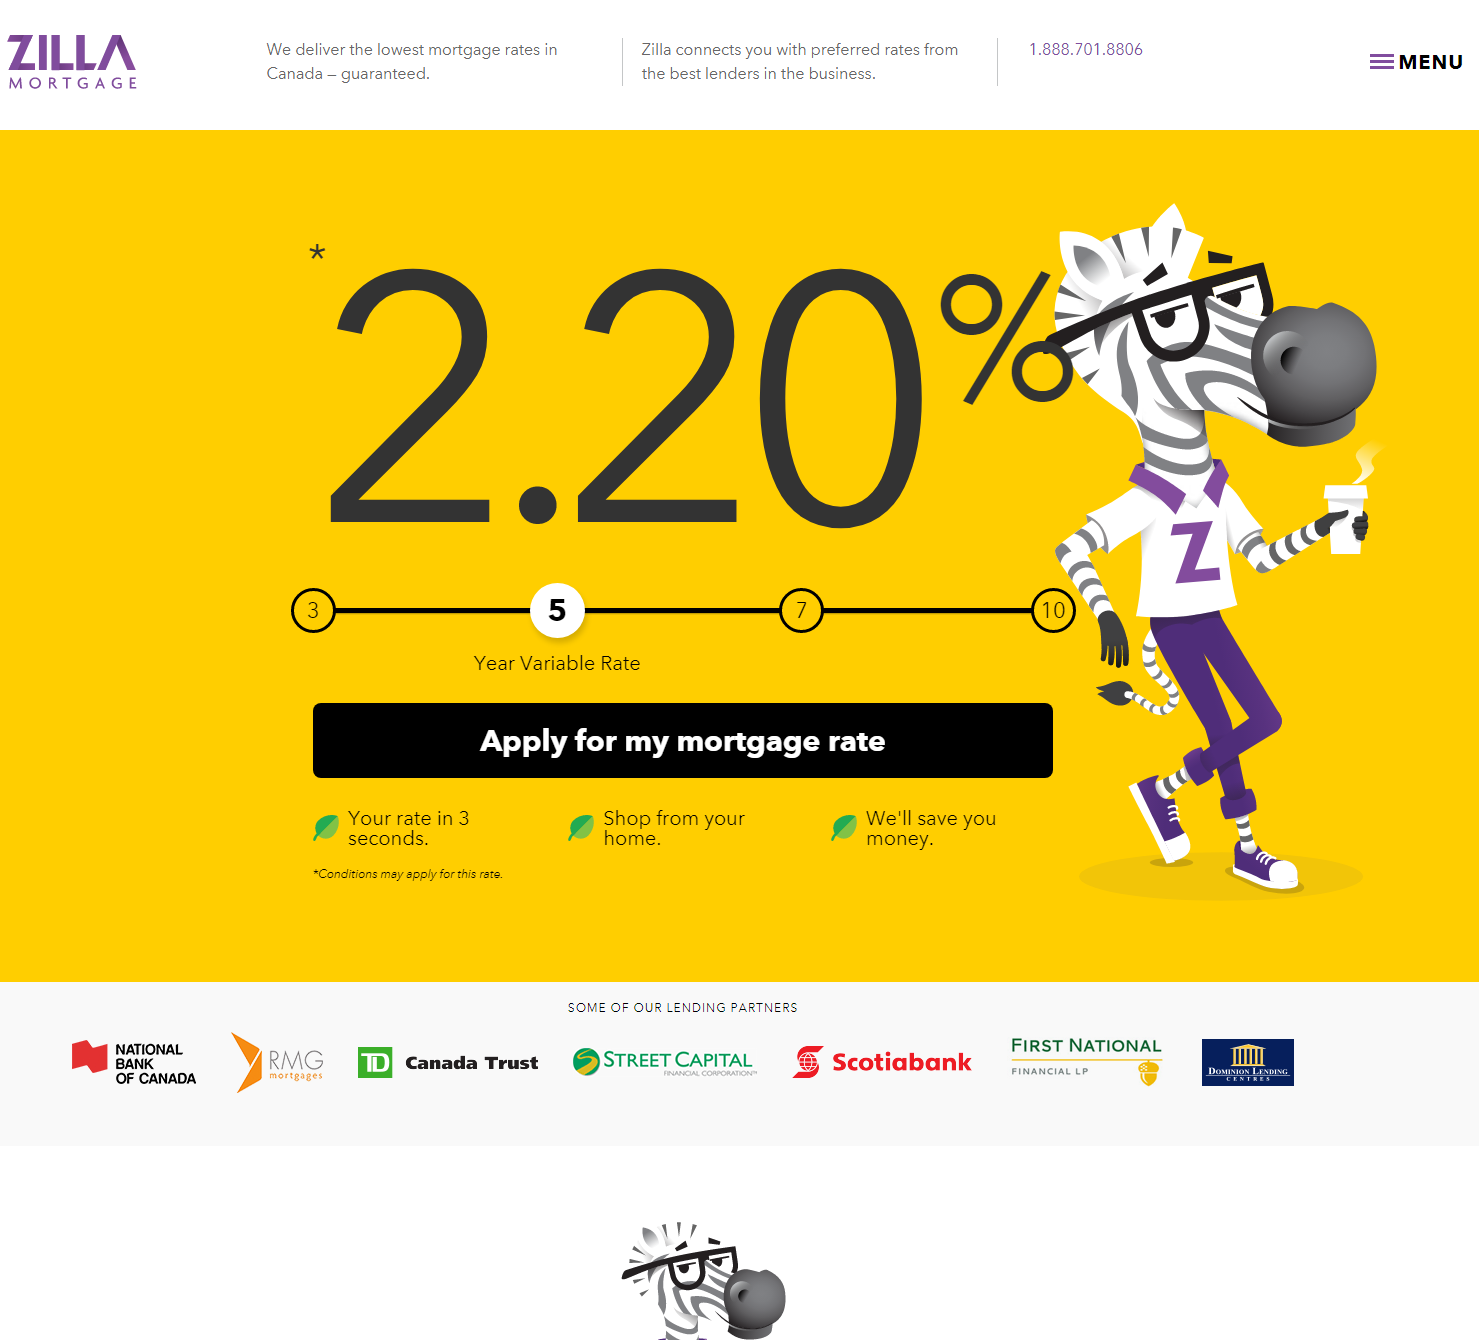 ZILLA
MORTGAGE
We deliver the lowest mortgage rates in
Canada – guaranteed.
Zilla connects you with preferred rates from
the best lenders in the business.
1.888.701.8806
MENU
*2.20%
Z
3
5
7
10
Year Variable Rate
Apply for my mortgage rate
Your rate in 3
seconds.
Shop from your
home.
We'll save you
money.
*Conditions may apply for this rate.
SOME OF OUR LENDING PARTNERS
NATIONAL
BANK
OF CANADA
RMG
mortgages
TD Canada Trust
STREET CAPITAL
FINANCIAL CORPORATION™
Scotiabank
FIRST NATIONAL
FINANCIAL LP
DOMINION LENDING
CENTRES